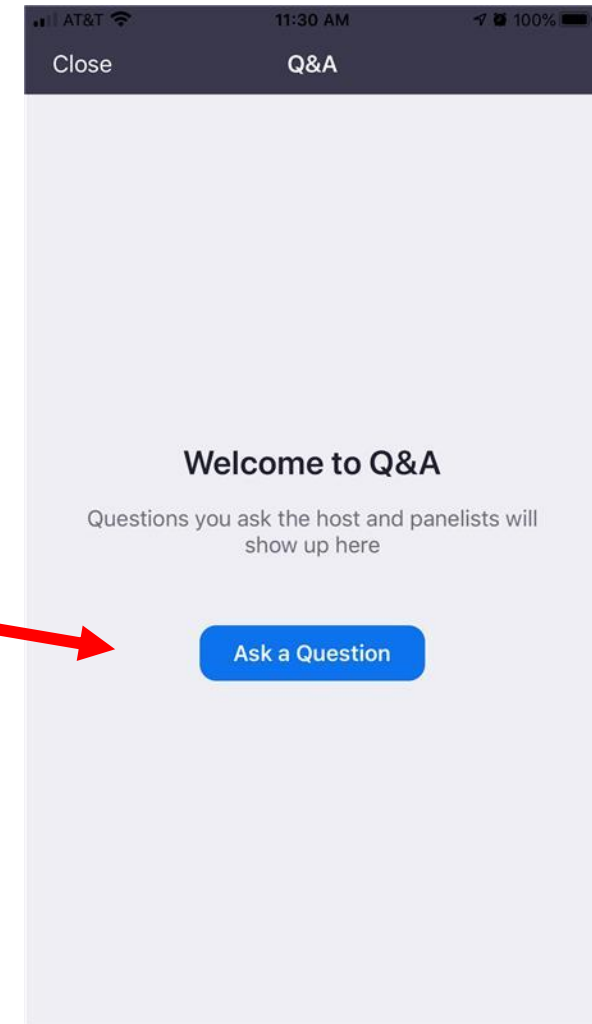 AT&T 11:30 AM 100%
Close Q&A
Welcome to Q&A
Questions you ask the host and panelists will
show up here
Ask a Question